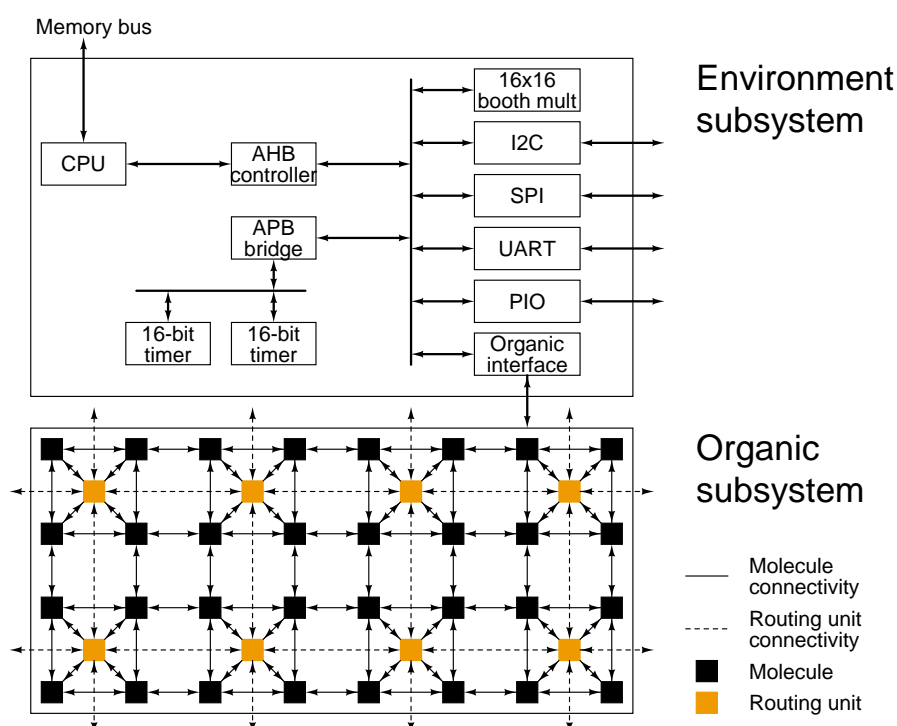 Memory bus
Environment
subsystem
16x16
booth mult
CPU
AHB
controller
I2C
SPI
APB
bridge
UART
PIO
16-bit
timer
16-bit
timer
Organic
interface
Organic
subsystem
Molecule
connectivity
Routing unit
connectivity
Molecule
Routing unit